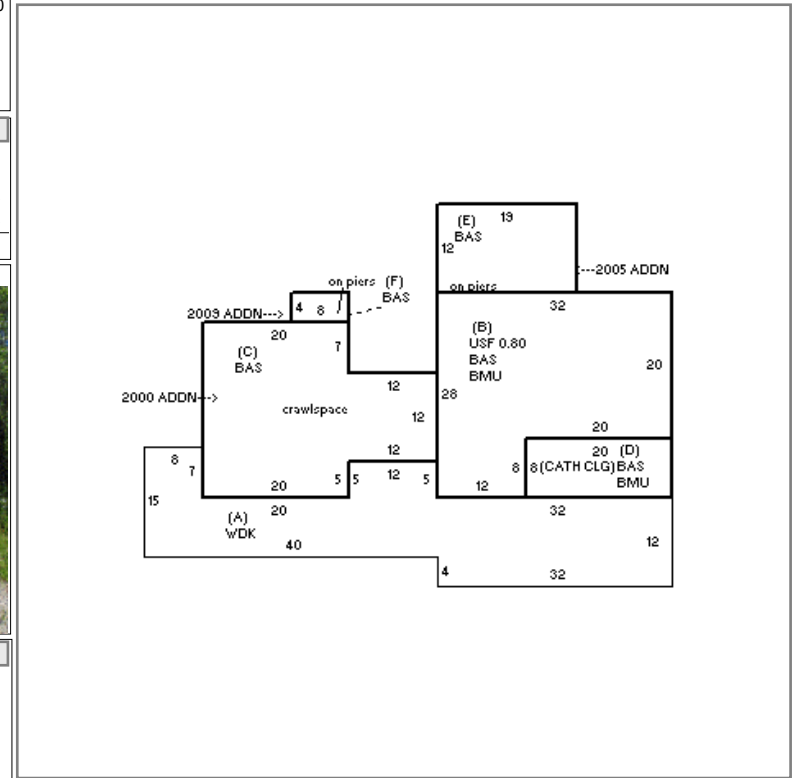 (E)
BAS
19
12
on piers
--->2005 ADDN
on piers
(F)
BAS
2009 ADDN--->
4
8
20
7
(C)
BAS
2000 ADDN-->
crawlspace
12
12
12
32
(B)
USF 0.80
BAS
BMU
28
20
20
8
8
(CATH CLG)
20
(D)
BAS
BMU
12
8
7
15
20
5
5
12
5
20
(A)
WDK
40
32
12
4
32